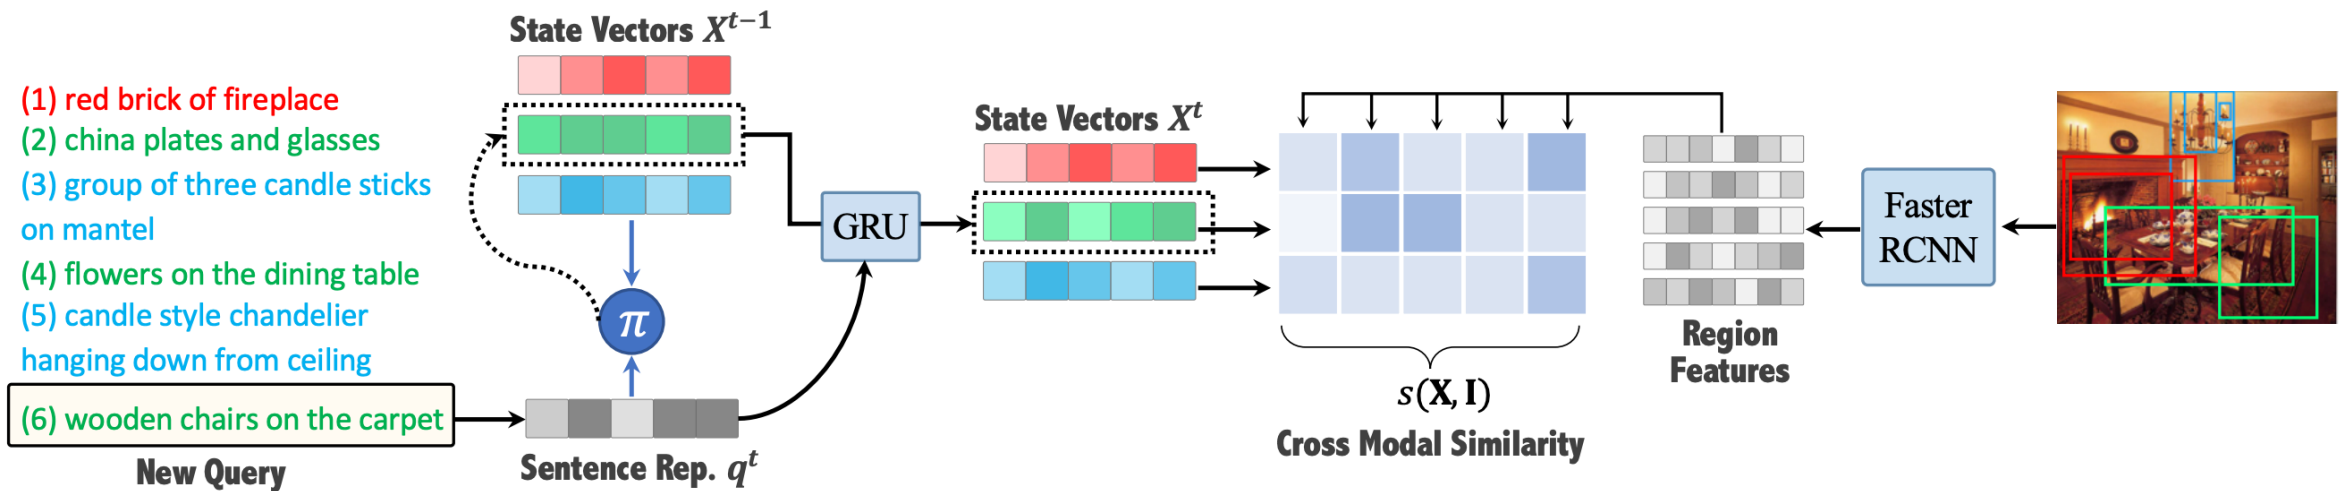 State Vectors X^{t-1}
(1) red brick of fireplace
(2) china plates and glasses
(3) group of three candle sticks
on mantel
(4) flowers on the dining table
(5) candle style chandelier
hanging down from ceiling
(6) wooden chairs on the carpet
New Query
π
Sentence Rep. q^t
GRU
State Vectors X^t
s(X, I)
Cross Modal Similarity
Region
Features
Faster
RCNN